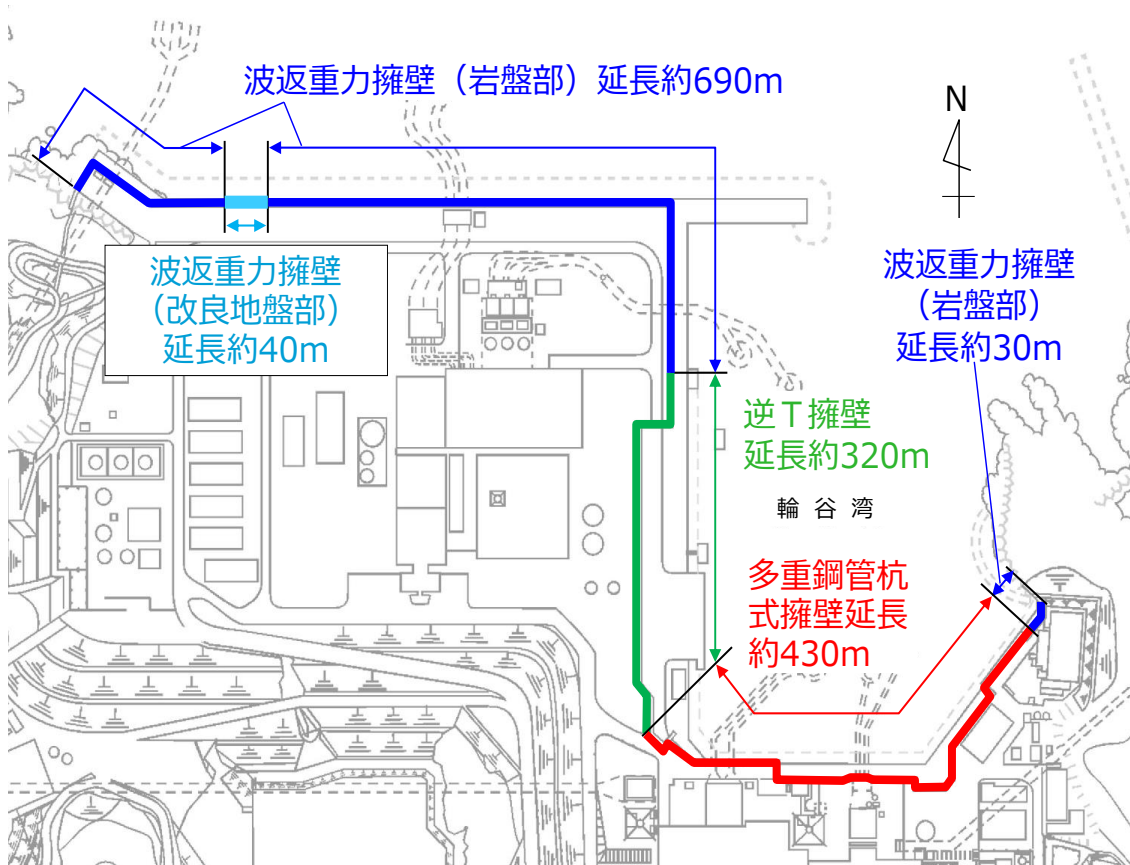 波返重力擁壁（岩盤部）延長約690m
N
波返重力擁壁
（改良地盤部）
延長約40m
波返重力擁壁
（岩盤部）
延長約30m
逆Ｔ擁壁
延長約320m
輪谷湾
多重鋼管杭
式擁壁延長
約430m